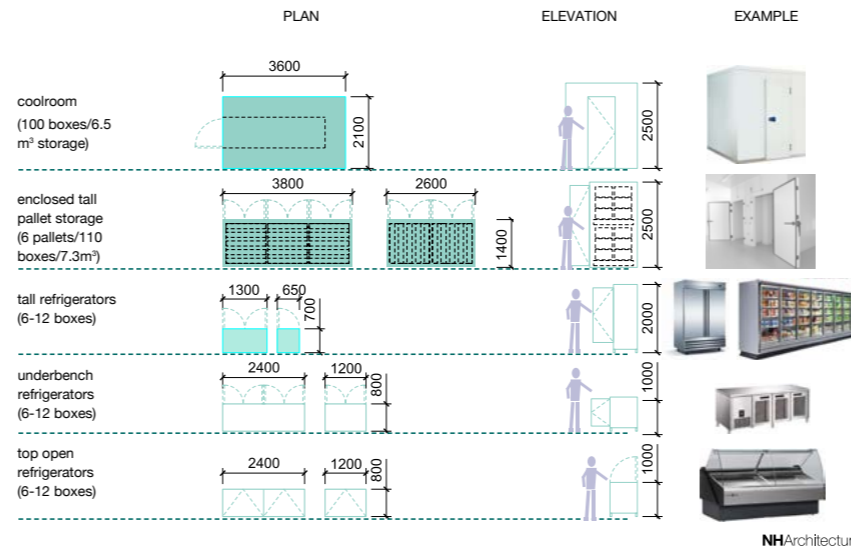 PLAN
ELEVATION
EXAMPLE
coolroom
(100 boxes/6.5
m³ storage)
3600
2100
2500
enclosed tall
pallet storage
(6 pallets/110
boxes/7.3m³)
3800
2600
1400
2500
tall refrigerators
(6-12 boxes)
1300
650
700
2000
underbench
refrigerators
(6-12 boxes)
2400
1200
800
1000
top open
refrigerators
(6-12 boxes)
2400
1200
800
1000
NHArchitectur